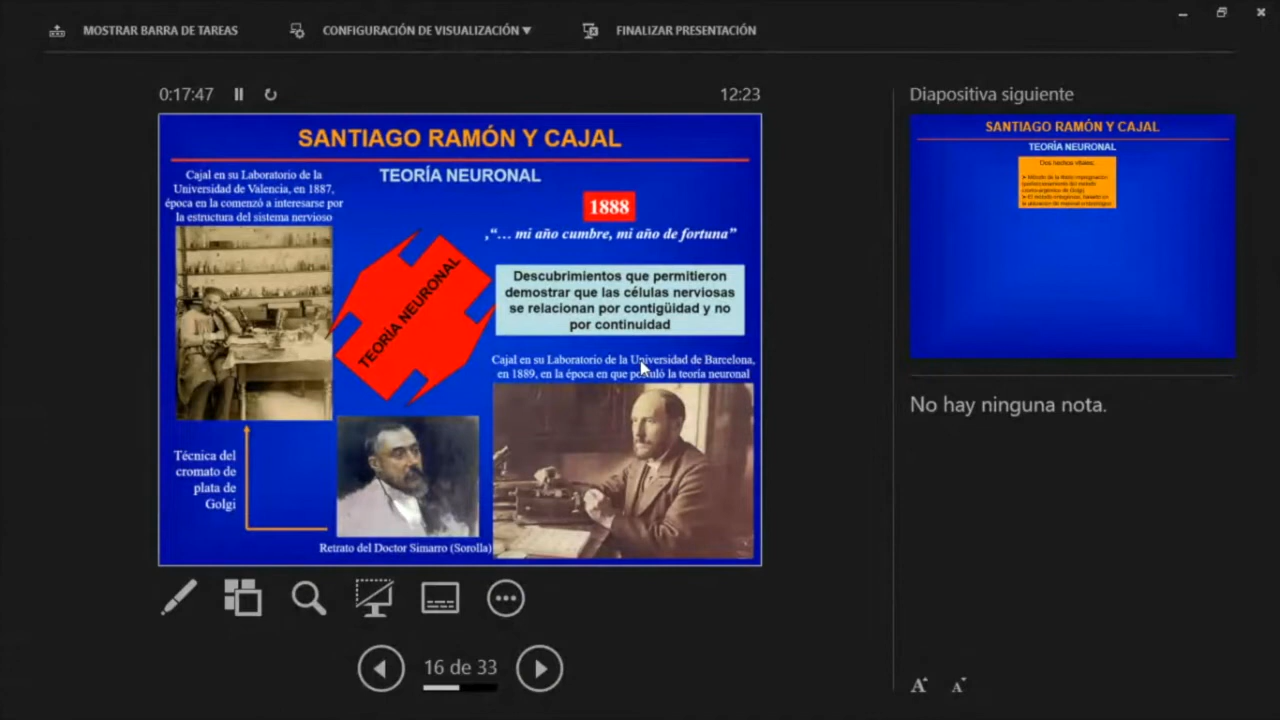 MOSTRAR BARRA DE TAREAS
CONFIGURACIÓN DE VISUALIZACIÓN ▼
FINALIZAR PRESENTACIÓN
0:17:47
12:23
SANTIAGO RAMÓN Y CAJAL
Cajal en su Laboratorio de la
Universidad de Valencia, en 1887,
época en la comenzó a interesarse por
la estructura del sistema nervioso
TEORÍA NEURONAL
1888
,“... mi año cumbre, mi año de fortuna”
TEORÍA NEURONAL
Descubrimientos que permitieron
demostrar que las células nerviosas
se relacionan por contigüidad y no
por continuidad
Cajal en su Laboratorio de la Universidad de Barcelona,
en 1889, en la época en que postuló la teoría neuronal
Técnica del
cromato de
plata de
Golgi
Retrato del Doctor Simarro (Sorolla)
16 de 33
Diapositiva siguiente
SANTIAGO RAMÓN Y CAJAL
TEORÍA NEURONAL
Dos hechos vitales:
No hay ninguna nota.
A A